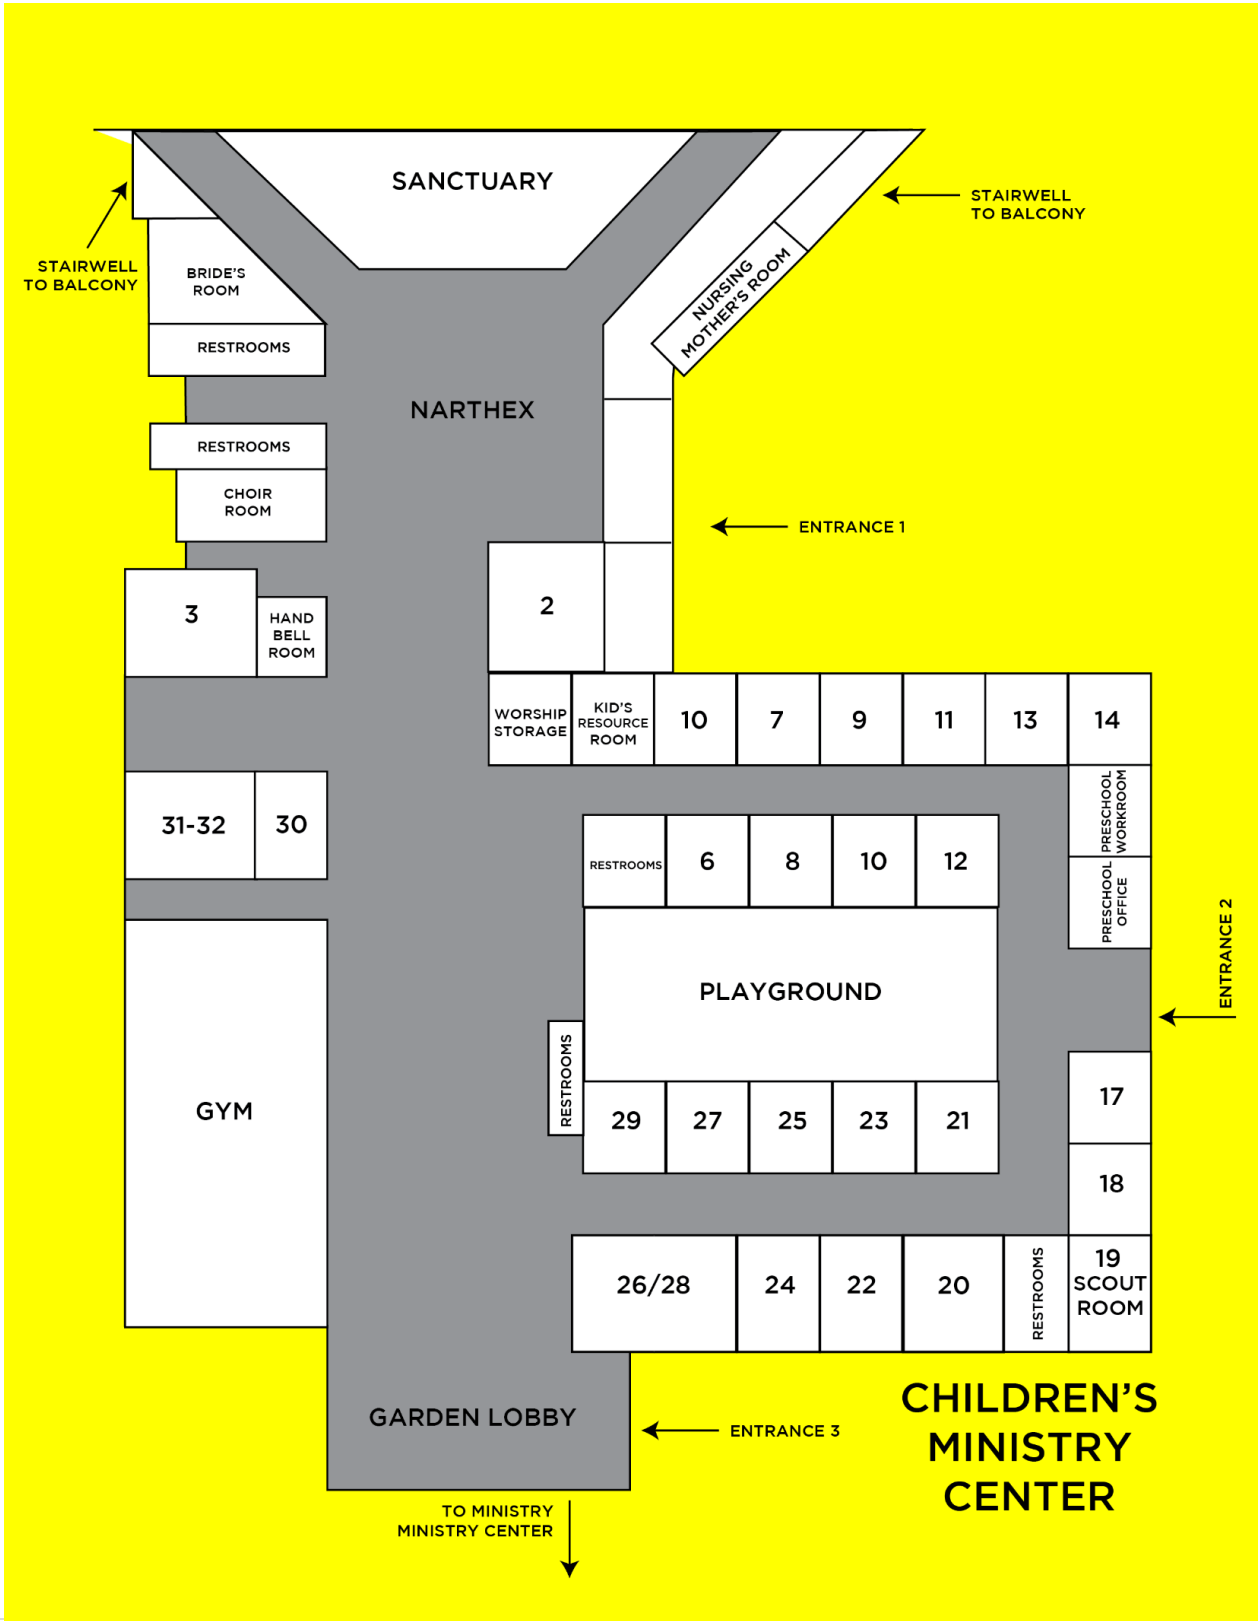 SANCTUARY
STAIRWELL
TO BALCONY
STAIRWELL
TO BALCONY
BRIDE'S
ROOM
NURSING
MOTHER'S ROOM
RESTROOMS
NARTHEX
RESTROOMS
CHOIR
ROOM
ENTRANCE 1
3
HAND
BELL
ROOM
2
WORSHIP
STORAGE
KID'S
RESOURCE
ROOM
10
7
9
11
13
14
31-32
30
PRESCHOOL
WORKROOM
RESTROOMS
6
8
10
12
PRESCHOOL
OFFICE
ENTRANCE 2
PLAYGROUND
RESTROOMS
GYM
29
27
25
23
21
17
18
26/28
24
22
20
RESTROOMS
19
SCOUT
ROOM
GARDEN LOBBY
ENTRANCE 3
CHILDREN'S
MINISTRY
CENTER
TO MINISTRY
MINISTRY CENTER